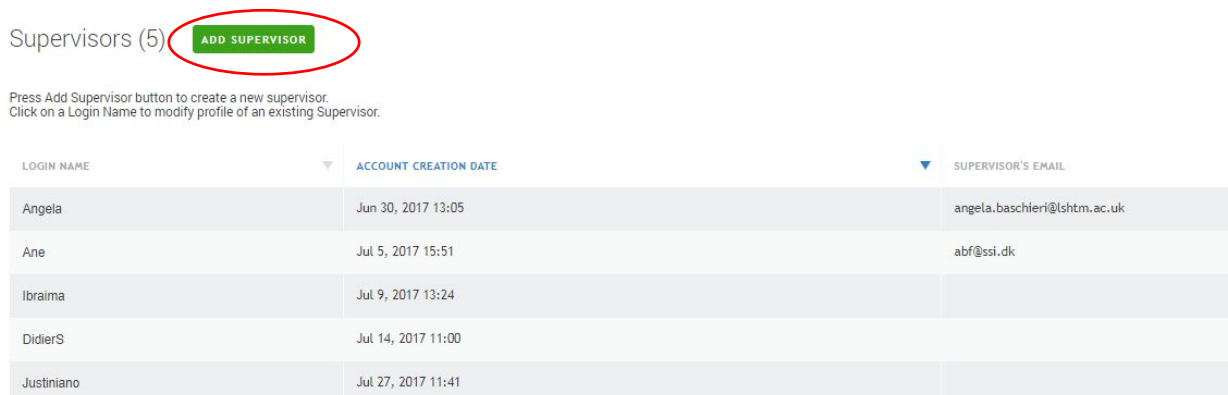 Supervisors (5) ADD SUPERVISOR
Press Add Supervisor button to create a new supervisor.
Click on a Login Name to modify profile of an existing Supervisor.
LOGIN NAME ACCOUNT CREATION DATE SUPERVISOR'S EMAIL
Angela Jun 30, 2017 13:05 angela.baschieri@lshtm.ac.uk
Ane Jul 5, 2017 15:51 abf@ssi.dk
Ibraima Jul 9, 2017 13:24
DidierS Jul 14, 2017 11:00
Justiniano Jul 27, 2017 11:41